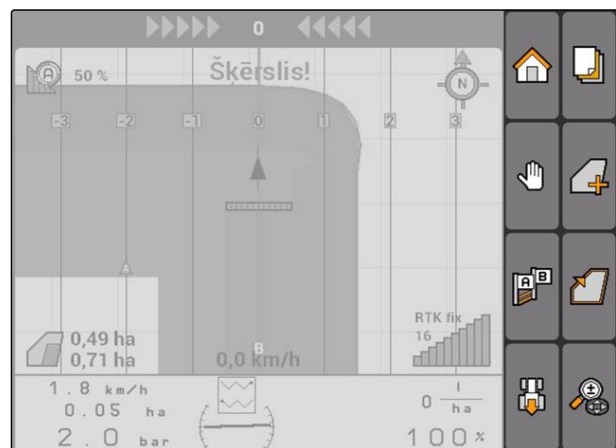 0
A 50 %
Šķērslis!
N
-3 -2 -1 0 1 2 3
A B
RTK fix
16
0,49 ha
0,71 ha
0,0 km/h
B
1.8 km/h
0.05 ha
2.0 bar
0 l/ha
100 %